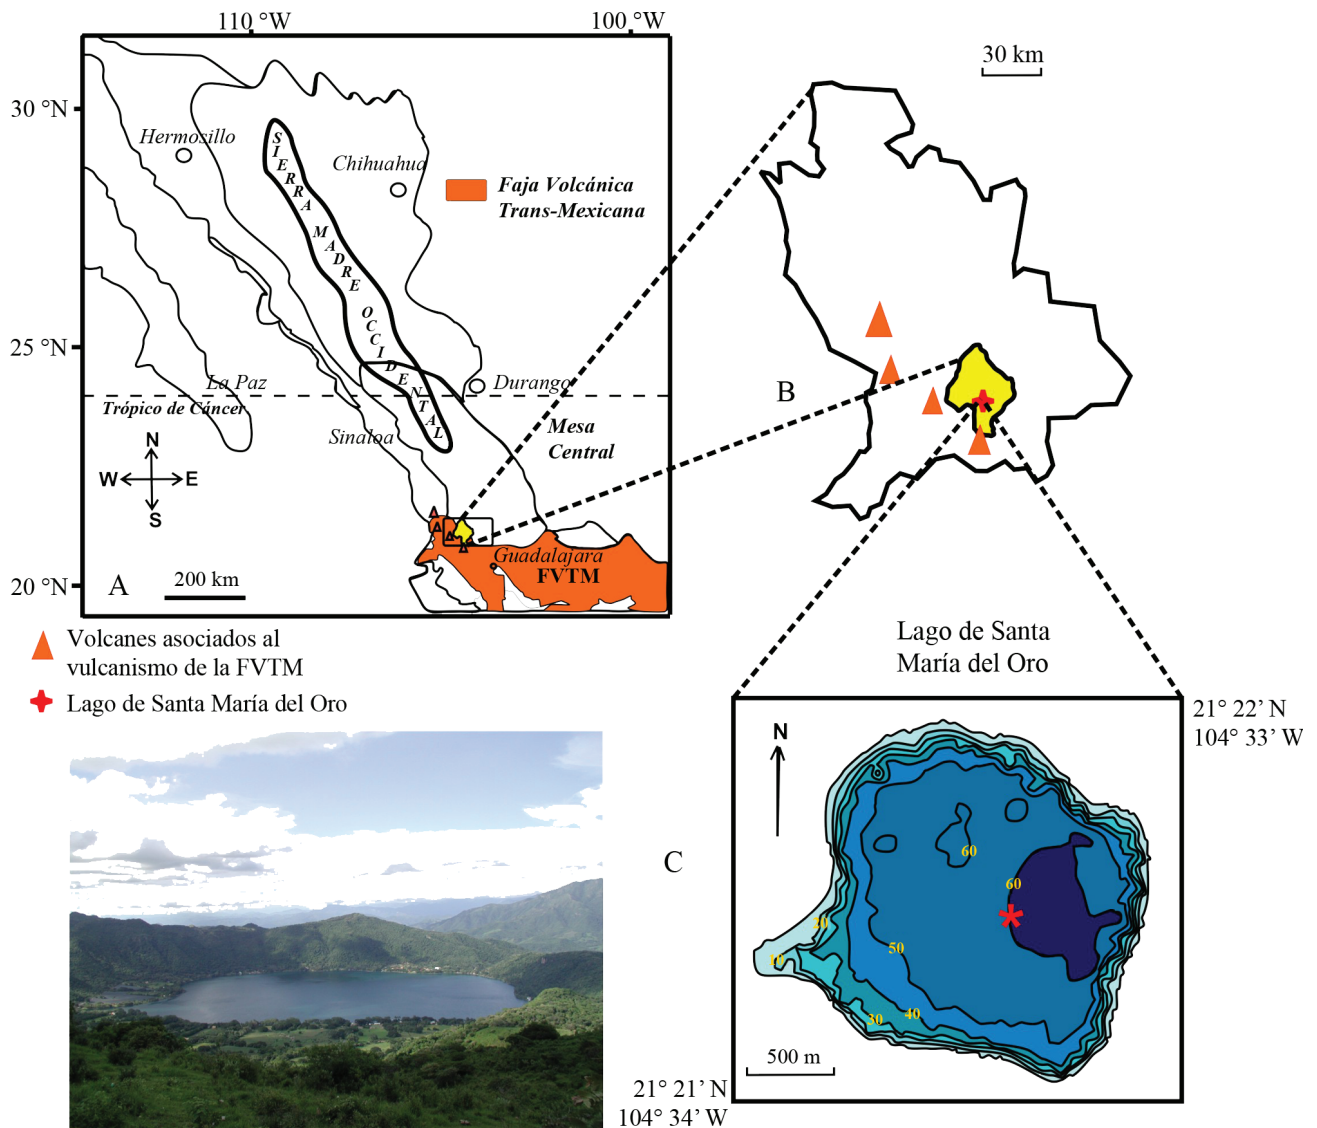 110 °W
100 °W
30 °N
25 °N
20 °N
Hermosillo
Chihuahua
SIERRA MADRE OCCIDENTAL
Faja Volcánica
Trans-Mexicana
La Paz
Durango
Trópico de Cáncer
Sinaloa
Mesa
Central
N
W
E
S
Guadalajara
FVTM
A
200 km
30 km
B
Volcanes asociados al
vulcanismo de la FVTM
Lago de Santa María del Oro
Lago de Santa
María del Oro
21° 22’ N
104° 33’ W
N
C
60
60
20
50
10
30
40
500 m
21° 21’ N
104° 34’ W